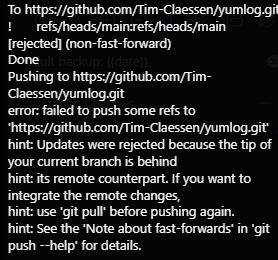 To https://github.com/Tim-Claessen/yumlog.git
! refs/heads/main:refs/heads/main
[rejected] (non-fast-forward)
Done
Pushing to https://github.com/Tim-
Claessen/yumlog.git
error: failed to push some refs to
'https://github.com/Tim-Claessen/yumlog.git'
hint: Updates were rejected because the tip of
your current branch is behind
hint: its remote counterpart. If you want to
integrate the remote changes,
hint: use 'git pull' before pushing again.
hint: See the 'Note about fast-forwards' in 'git
push --help' for details.